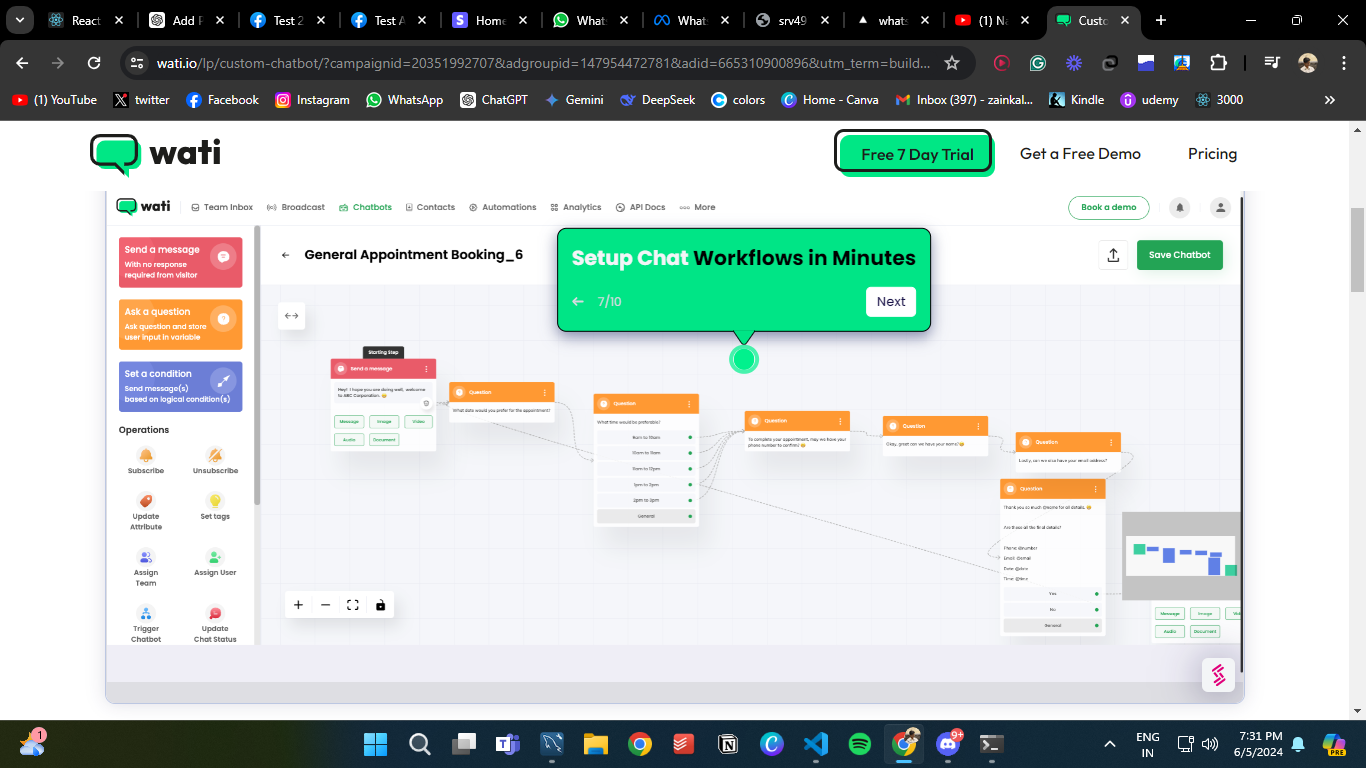 React
Add F
Test 2
Test A
Home
Whats
Whats
srv49
whats
(1) Na
Custo
wati.io/lp/custom-chatbot/?campaignid=20351992707&adgroupid=147954472781&adid=665310900896&utm_term=build...
(1) YouTube
twitter
Facebook
Instagram
WhatsApp
ChatGPT
Gemini
DeepSeek
colors
Home - Canva
Inbox (397) - zainkal...
Kindle
udemy
3000
wati
Free 7 Day Trial
Get a Free Demo
Pricing
wati
Team Inbox
Broadcast
Chatbots
Contacts
Automations
Analytics
API Docs
More
Book a demo
General Appointment Booking_6
Save Chatbot
Setup Chat Workflows in Minutes
7/10
Next
Send a message
With no response
required from visitor
Ask a question
Ask question and store
user input in variable
Set a condition
Send message(s)
based on logical condition(s)
Operations
Subscribe
Unsubscribe
Update
Attribute
Set tags
Assign
Team
Assign User
Trigger
Chatbot
Update
Chat Status
Starting Step
Send a message
Hey! I hope you are doing well, welcome
to ABC Corporation.
Message
Image
Video
Audio
Document
Question
What date would you prefer for the appointment?
Question
What time would be preferable?
9am to 10am
10am to 11am
11am to 12pm
1pm to 2pm
2pm to 3pm
General
Question
To complete your appointment, may we have your
phone number to confirm?
Question
Okay, great can we have your name?
Question
Lastly, can we also have your email address?
Question
Thank you so much @name for all details.
Are these all the final details?
Phone: @number
Email: @email
Date: @date
Time: @time
Yes
No
General
Message
Image
Audio
Document
1
ENG
IN
7:31 PM
6/5/2024
9+
PRE